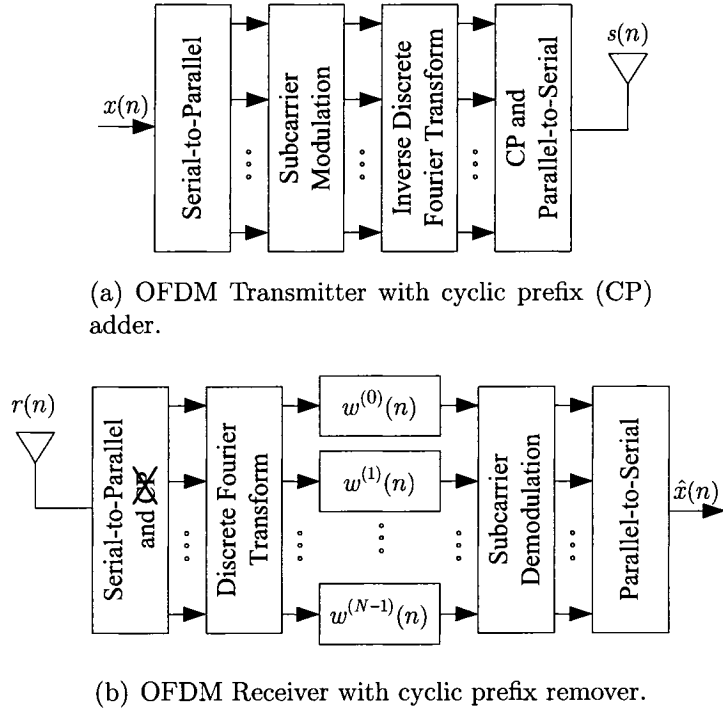 x(n)
Serial-to-Parallel
Subcarrier
Modulation
Inverse Discrete
Fourier Transform
CP and
Parallel-to-Serial
s(n)
(a) OFDM Transmitter with cyclic prefix (CP)
adder.
r(n)
Serial-to-Parallel
and CP
Discrete Fourier
Transform
w^{(0)}(n)
w^{(1)}(n)
w^{(N−1)}(n)
Subcarrier
Demodulation
Parallel-to-Serial
x̂(n)
(b) OFDM Receiver with cyclic prefix remover.